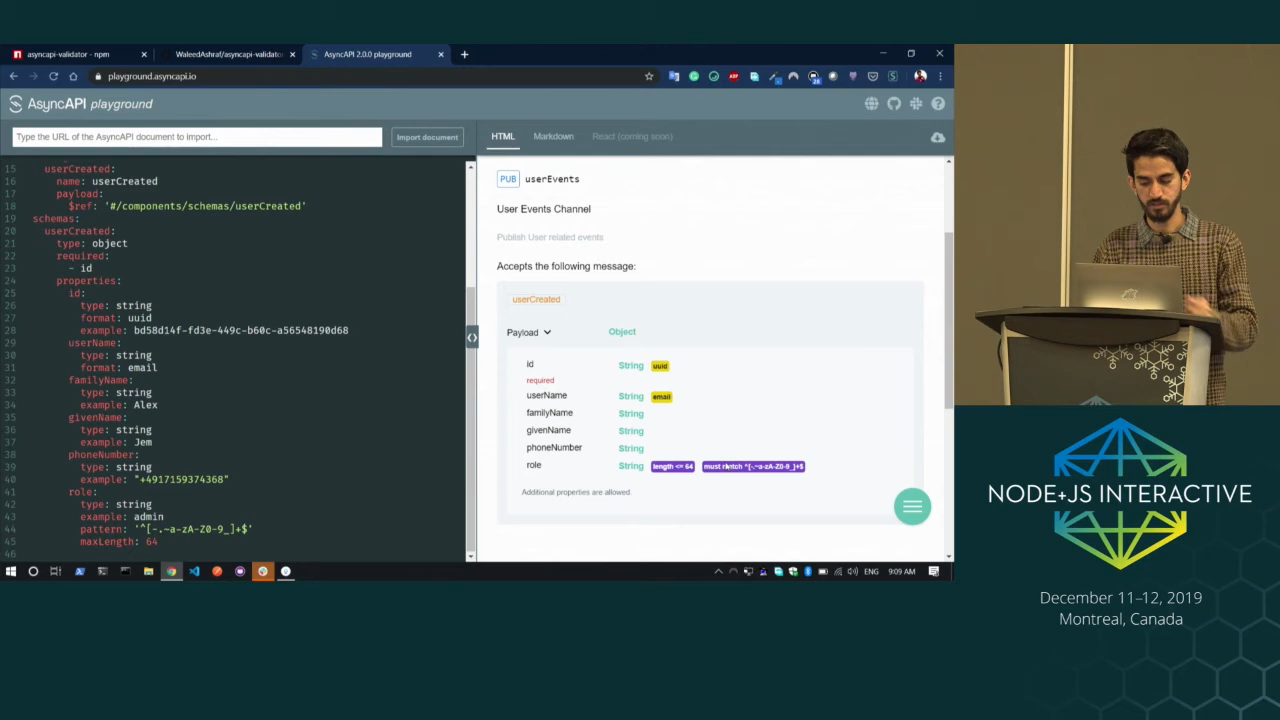 asyncapi-validator - npm
WaleedAshraf/asyncapi-validato
AsyncAPI 2.0.0 playground
playground.asyncapi.io
ABP
28
AsyncAPI playground
Type the URL of the AsyncAPI document to import...
Import document
HTML
Markdown
React (coming soon)
15 userCreated:
16 name: userCreated
17 payload:
18 $ref: '#/components/schemas/userCreated'
19 schemas:
20 userCreated:
21 type: object
22 required:
23 - id
24 properties:
25 id:
26 type: string
27 format: uuid
28 example: bd58d14f-fd3e-449c-b60c-a56548190d68
29 userName:
30 type: string
31 format: email
32 familyName:
33 type: string
34 example: Alex
35 givenName:
36 type: string
37 example: Jem
38 phoneNumber:
39 type: string
40 example: "+4917159374368"
41 role:
42 type: string
43 example: admin
44 pattern: '^[-.~a-zA-Z0-9_]+$'
45 maxLength: 64
46
PUB userEvents
User Events Channel
Publish User related events
Accepts the following message:
userCreated
Payload Object
id String uuid
required
userName String email
familyName String
givenName String
phoneNumber String
role String length <= 64 must match ^[-.~a-zA-Z0-9_]+$
Additional properties are allowed.
ENG 9:09 AM
NODE+JS INTERACTIVE
December 11–12, 2019
Montreal, Canada